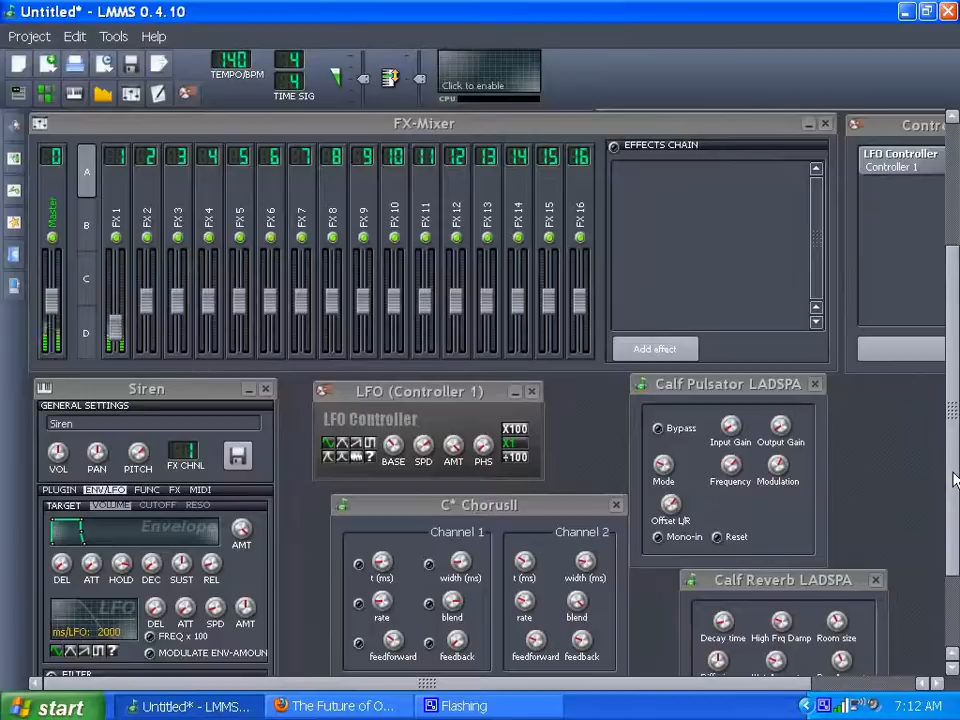 Untitled* - LMMS 0.4.10
Project Edit Tools Help
140
TEMPO/BPM
4
4
TIME SIG
Click to enable
CPU
FX-Mixer
Contro
0 1 2 3 4 5 6 7 8 9 10 11 12 13 14 15 16
A
B
C
D
Master
FX 1
FX 2
FX 3
FX 4
FX 5
FX 6
FX 7
FX 8
FX 9
FX 10
FX 11
FX 12
FX 13
FX 14
FX 15
FX 16
EFFECTS CHAIN
Add effect
LFO Controller
Controller 1
Siren
GENERAL SETTINGS
Siren
1
VOL PAN PITCH FX CHNL
PLUGIN ENV/LFO FUNC FX MIDI
TARGET VOLUME CUTOFF RESO
Envelope
AMT
DEL ATT HOLD DEC SUST REL
LFO
ms/LFO: 2000
DEL ATT SPD AMT
FREQ x 100
MODULATE ENV-AMOUN
FILTER
LFO (Controller 1)
LFO Controller
BASE SPD AMT PHS
X100
X1
÷100
C* ChorusII
Channel 1 Channel 2
t (ms) width (ms) t (ms) width (ms)
rate blend rate blend
feedforward feedback feedforward feedback
Calf Pulsator LADSPA
Bypass Input Gain Output Gain
Mode Frequency Modulation
Offset L/R
Mono-in Reset
Calf Reverb LADSPA
Decay time High Frq Damp Room size
start
Untitled* - LMMS...
The Future of O...
Flashing
7:12 AM